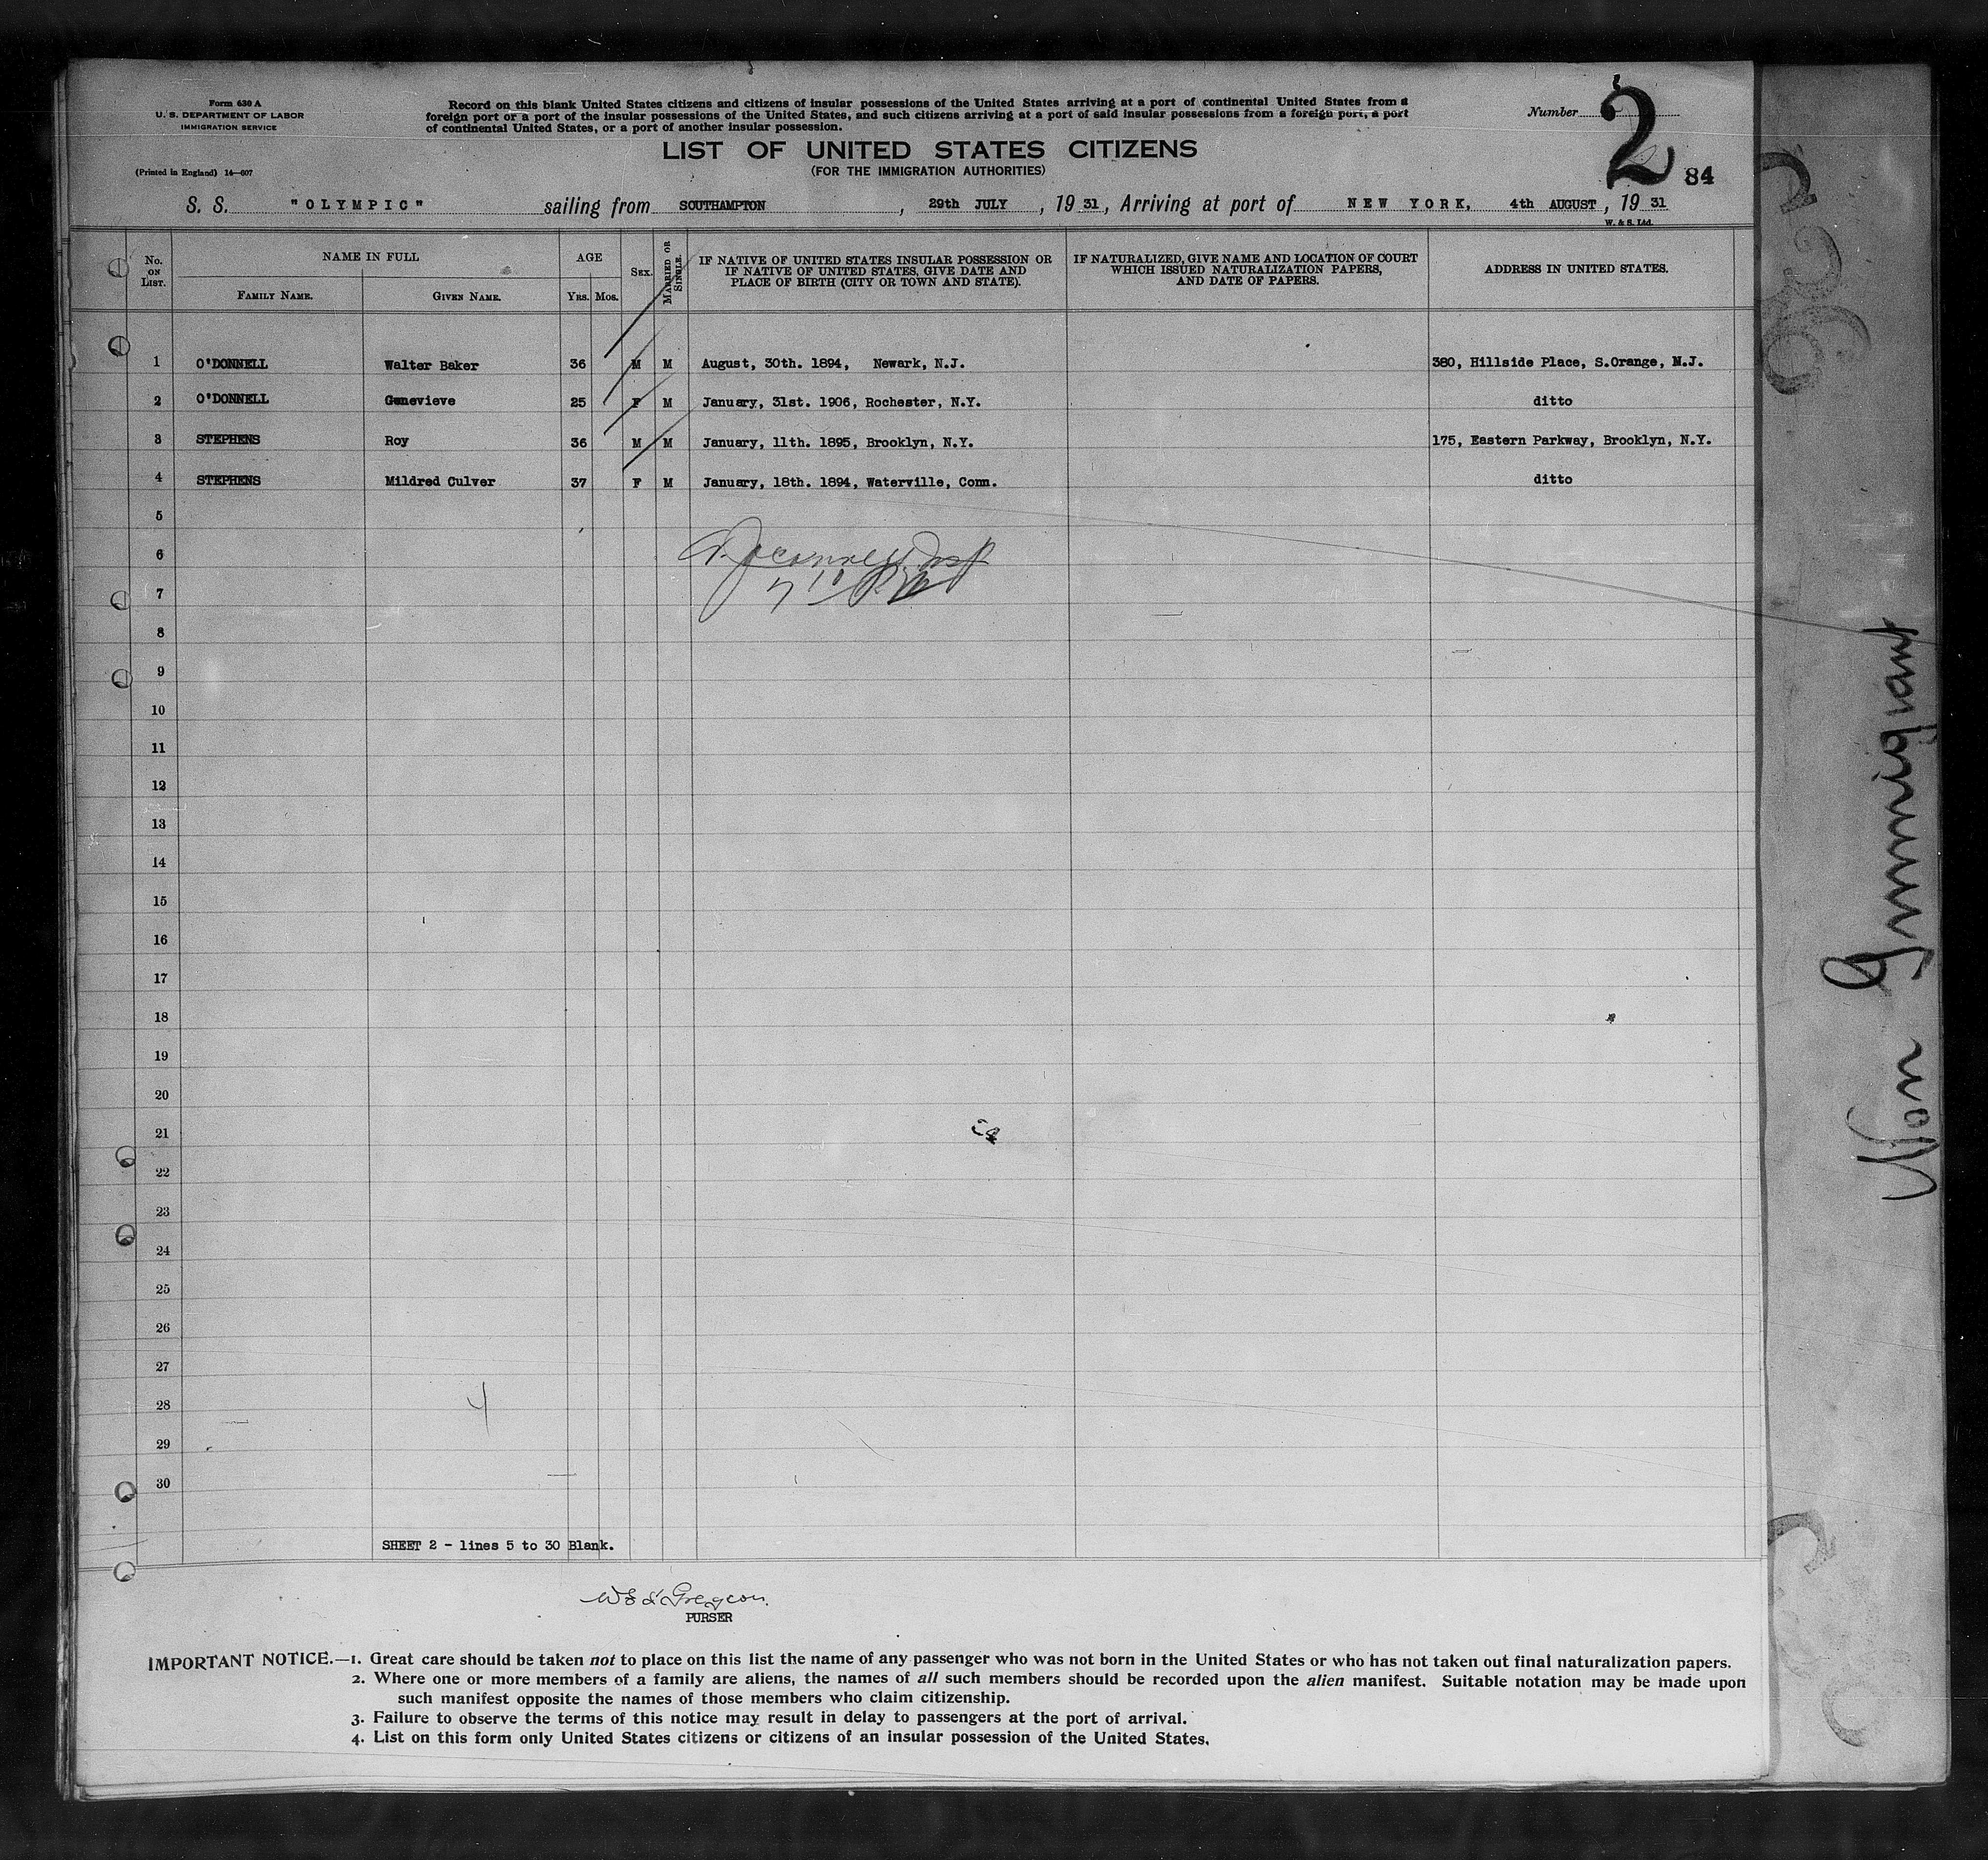 Form 630 A
U. S. DEPARTMENT OF LABOR
IMMIGRATION SERVICE
(Printed in England) 14—607
Record on this blank United States citizens and citizens of insular possessions of the United States arriving at a port of continental United States from a
foreign port or a port of the insular possessions of the United States, and such citizens arriving at a port of said insular possessions from a foreign port, a port
of continental United States, or a port of another insular possession.
Number 2
84
LIST OF UNITED STATES CITIZENS
(FOR THE IMMIGRATION AUTHORITIES)
S. S. "OLYMPIC" sailing from SOUTHAMPTON, 29th JULY, 1931, Arriving at port of NEW YORK, 4th AUGUST, 1931
W. & S. Ltd.
No. ON LIST. NAME IN FULL FAMILY NAME. GIVEN NAME. AGE YRS. MOS. SEX. MARRIED OR SINGLE. IF NATIVE OF UNITED STATES INSULAR POSSESSION OR IF NATIVE OF UNITED STATES, GIVE DATE AND PLACE OF BIRTH (CITY OR TOWN AND STATE). IF NATURALIZED, GIVE NAME AND LOCATION OF COURT WHICH ISSUED NATURALIZATION PAPERS, AND DATE OF PAPERS. ADDRESS IN UNITED STATES.
1 O'DONNELL Walter Baker 36 M M August, 30th. 1894, Newark, N.J. 380, Hillside Place, S.Orange, N.J.
2 O'DONNELL Genevieve 25 F M January, 31st. 1906, Rochester, N.Y. ditto
3 STEPHENS Roy 36 M M January, 11th. 1895, Brooklyn, N.Y. 175, Eastern Parkway, Brooklyn, N.Y.
4 STEPHENS Mildred Culver 37 F M January, 18th. 1894, Waterville, Conn. ditto
5
6
7
8
9
10
11
12
13
14
15
16
17
18
19
20
21
22
23
24
25
26
27
28 4
29
30
SHEET 2 - lines 5 to 30 Blank.
PURSER
IMPORTANT NOTICE.—1. Great care should be taken not to place on this list the name of any passenger who was not born in the United States or who has not taken out final naturalization papers.
2. Where one or more members of a family are aliens, the names of all such members should be recorded upon the alien manifest. Suitable notation may be made upon
such manifest opposite the names of those members who claim citizenship.
3. Failure to observe the terms of this notice may result in delay to passengers at the port of arrival.
4. List on this form only United States citizens or citizens of an insular possession of the United States.
Non Immigrant